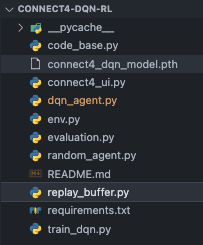 CONNECT4-DQN-RL
__pycache__
code_base.py
connect4_dqn_model.pth
connect4_ui.py
dqn_agent.py
env.py
evaluation.py
random_agent.py
README.md
replay_buffer.py
requirements.txt
train_dqn.py